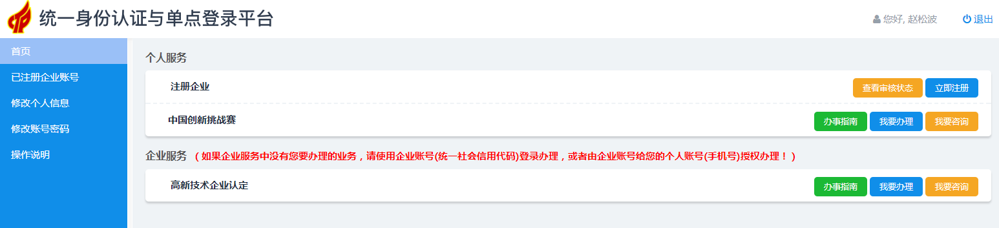 统一身份认证与单点登录平台
您好, 赵松波 退出
首页
已注册企业账号
修改个人信息
修改账号密码
操作说明
个人服务
注册企业 查看审核状态 立即注册
中国创新挑战赛 办事指南 我要办理 我要咨询
企业服务 （如果企业服务中没有您要办理的业务，请使用企业账号(统一社会信用代码)登录办理，或者由企业账号给您的个人账号(手机号)授权办理！）
高新技术企业认定 办事指南 我要办理 我要咨询